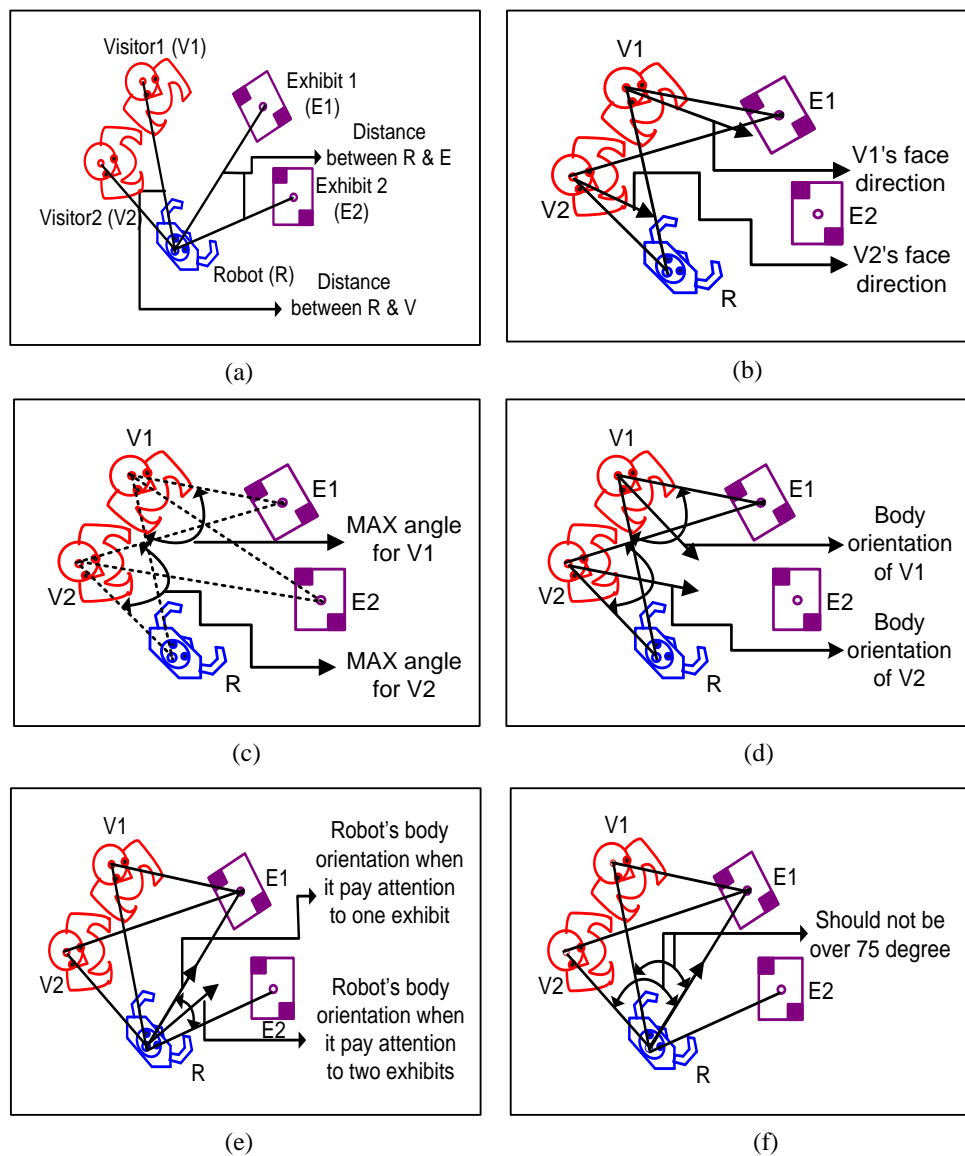 Visitor1 (V1)
Exhibit 1
(E1)
Distance
between R & E
Exhibit 2
(E2)
Visitor2 (V2)
Robot (R)
Distance
between R & V
(a)
V1
E1
V1's face
direction
V2
E2
V2's face
direction
R
(b)
V1
E1
MAX angle
for V1
V2
E2
MAX angle
for V2
R
(c)
V1
E1
Body
orientation
of V1
V2
E2
Body
orientation
of V2
R
(d)
V1
Robot's body
orientation when
it pay attention
to one exhibit
E1
V2
E2
Robot's body
orientation when
it pay attention
to two exhibits
R
(e)
V1
E1
Should not be
over 75 degree
V2
E2
R
(f)